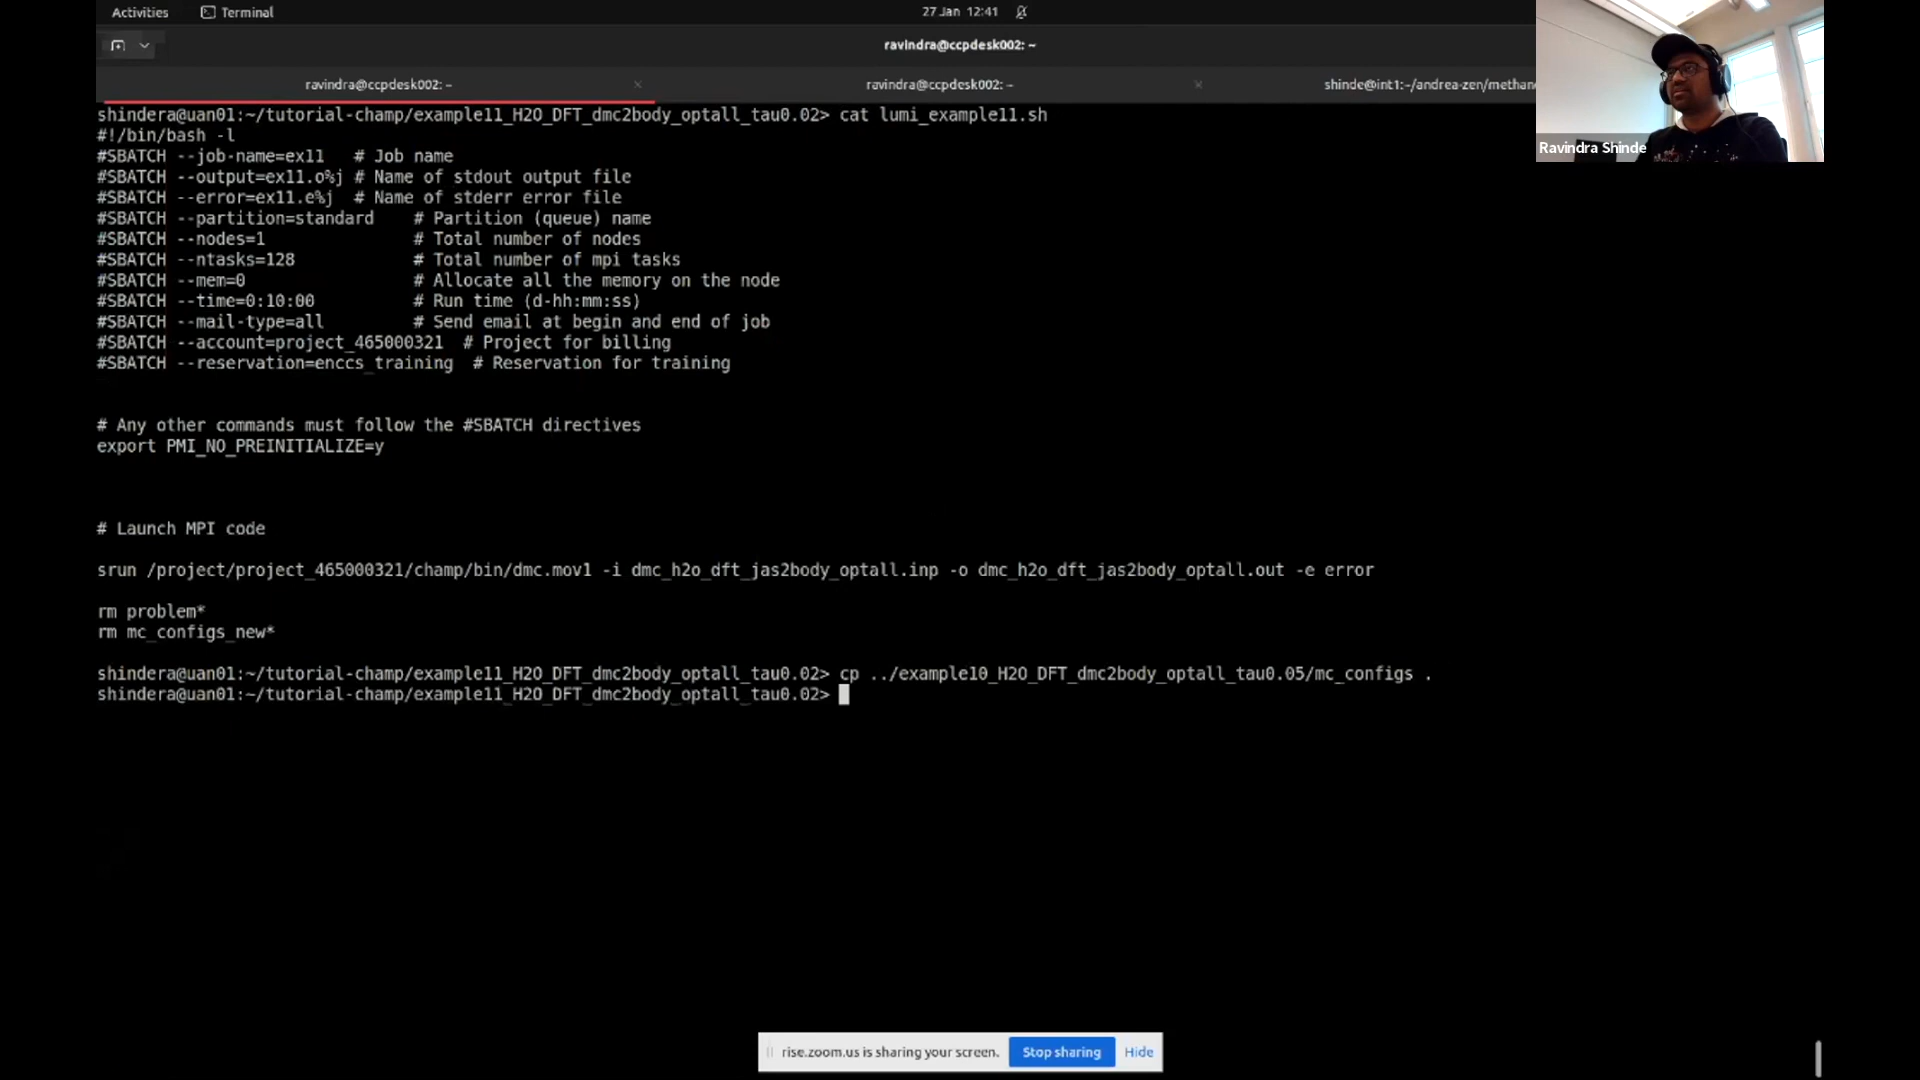 Activities
Terminal
27 Jan 12:41
ravindra@ccpdesk002: ~
ravindra@ccpdesk002: ~
ravindra@ccpdesk002: ~
shinde@int1:~/andrea-zen/methan
Ravindra Shinde
shindera@uan01:~/tutorial-champ/example11_H2O_DFT_dmc2body_optall_tau0.02> cat lumi_example11.sh
#!/bin/bash -l
#SBATCH --job-name=ex11   # Job name
#SBATCH --output=ex11.o%j # Name of stdout output file
#SBATCH --error=ex11.e%j  # Name of stderr error file
#SBATCH --partition=standard    # Partition (queue) name
#SBATCH --nodes=1               # Total number of nodes
#SBATCH --ntasks=128            # Total number of mpi tasks
#SBATCH --mem=0                 # Allocate all the memory on the node
#SBATCH --time=0:10:00          # Run time (d-hh:mm:ss)
#SBATCH --mail-type=all         # Send email at begin and end of job
#SBATCH --account=project_465000321  # Project for billing
#SBATCH --reservation=enccs_training  # Reservation for training
# Any other commands must follow the #SBATCH directives
export PMI_NO_PREINITIALIZE=y
# Launch MPI code
srun /project/project_465000321/champ/bin/dmc.mov1 -i dmc_h2o_dft_jas2body_optall.inp -o dmc_h2o_dft_jas2body_optall.out -e error
rm problem*
rm mc_configs_new*
shindera@uan01:~/tutorial-champ/example11_H2O_DFT_dmc2body_optall_tau0.02> cp ../example10_H2O_DFT_dmc2body_optall_tau0.05/mc_configs .
shindera@uan01:~/tutorial-champ/example11_H2O_DFT_dmc2body_optall_tau0.02>
rise.zoom.us is sharing your screen.
Stop sharing
Hide